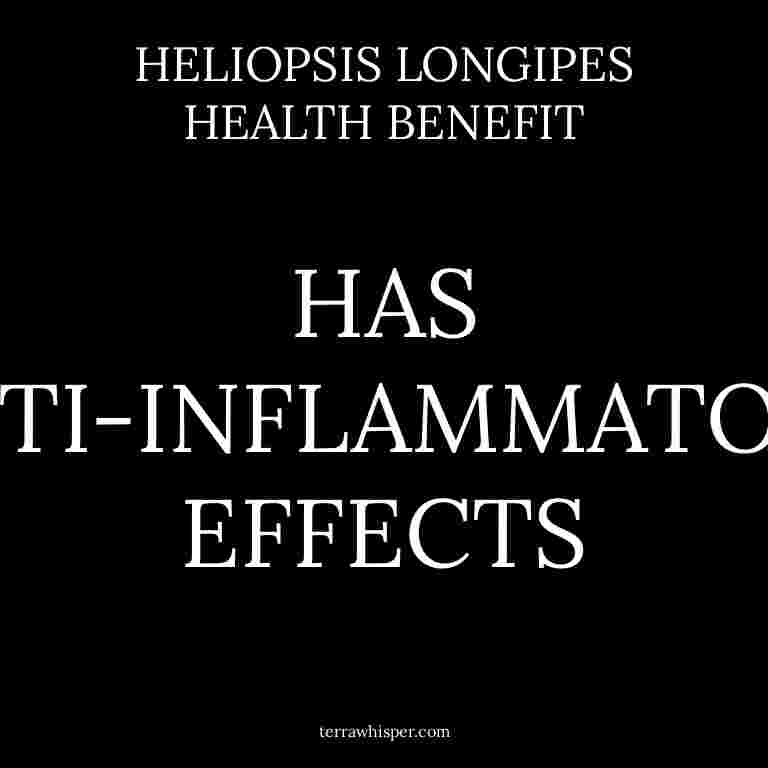 HELIOPSIS LONGIPES
HEALTH BENEFIT
HAS
TI-INFLAMMATO
EFFECTS
terrawhisper.com